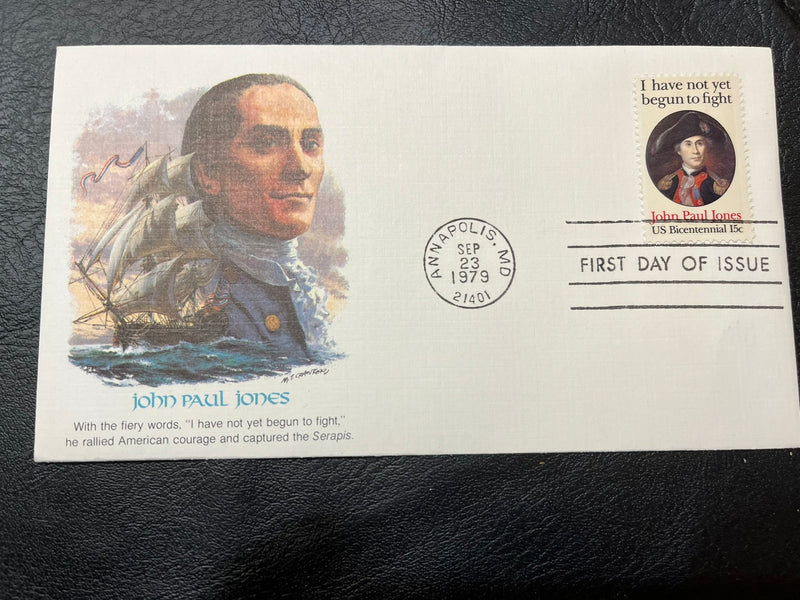 I have not yet
begun to fight
John Paul Jones
US Bicentennial 15c
ANNAPOLIS, MD
SEP
23
1979
21401
FIRST DAY OF ISSUE
John Paul Jones
With the fiery words, "I have not yet begun to fight,"
he rallied American courage and captured the Serapis.